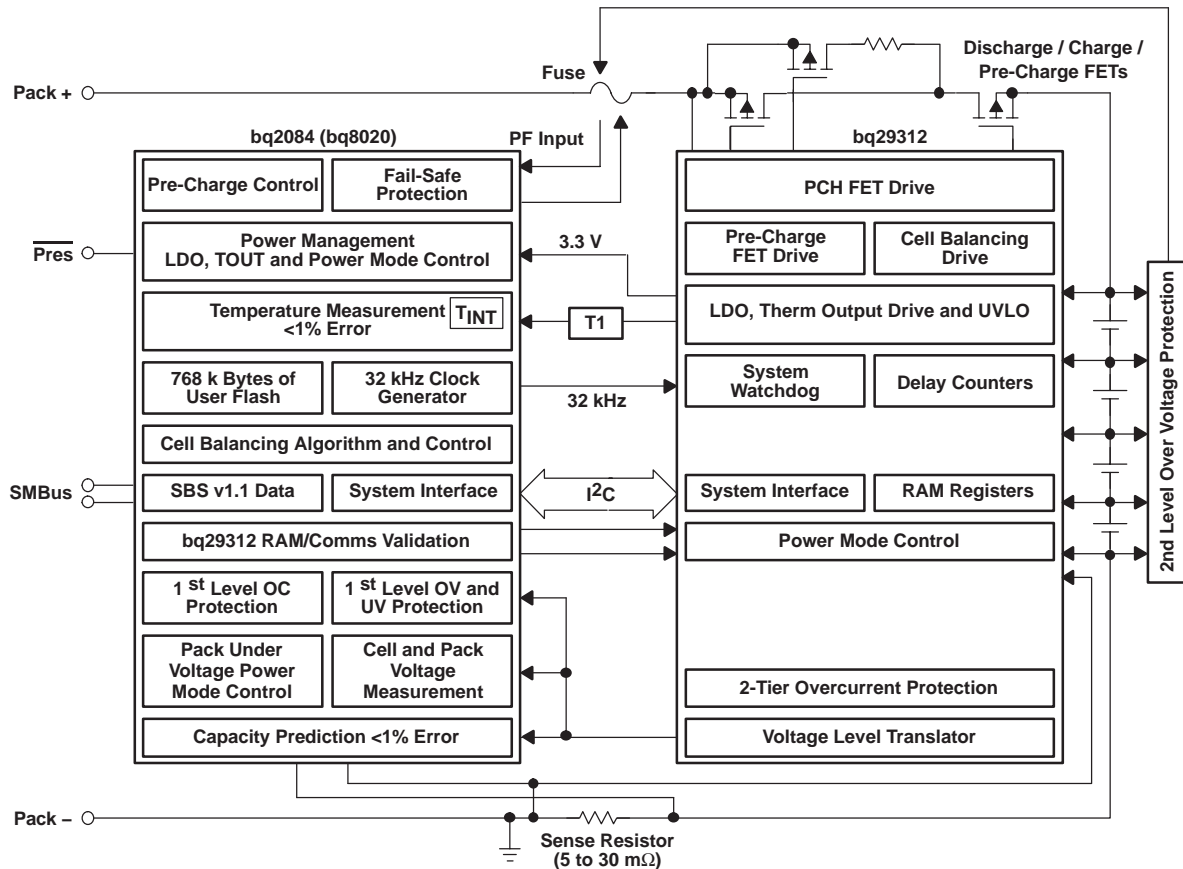 Discharge / Charge /
Pre-Charge FETs
Fuse
Pack +
bq2084 (bq8020)
PF Input
bq29312
Pre-Charge Control
Fail-Safe
Protection
PCH FET Drive
Pres
Power Management
LDO, TOUT and Power Mode Control
3.3 V
Pre-Charge
FET Drive
Cell Balancing
Drive
Temperature Measurement
<1% Error
TINT
T1
LDO, Therm Output Drive and UVLO
768 k Bytes of
User Flash
32 kHz Clock
Generator
32 kHz
System
Watchdog
Delay Counters
Cell Balancing Algorithm and Control
SMBus
SBS v1.1 Data
System Interface
I2C
System Interface
RAM Registers
bq29312 RAM/Comms Validation
Power Mode Control
1 st Level OC
Protection
1 st Level OV and
UV Protection
Pack Under
Voltage Power
Mode Control
Cell and Pack
Voltage
Measurement
2-Tier Overcurrent Protection
Capacity Prediction <1% Error
Voltage Level Translator
2nd Level Over Voltage Protection
Pack –
Sense Resistor
(5 to 30 mΩ)